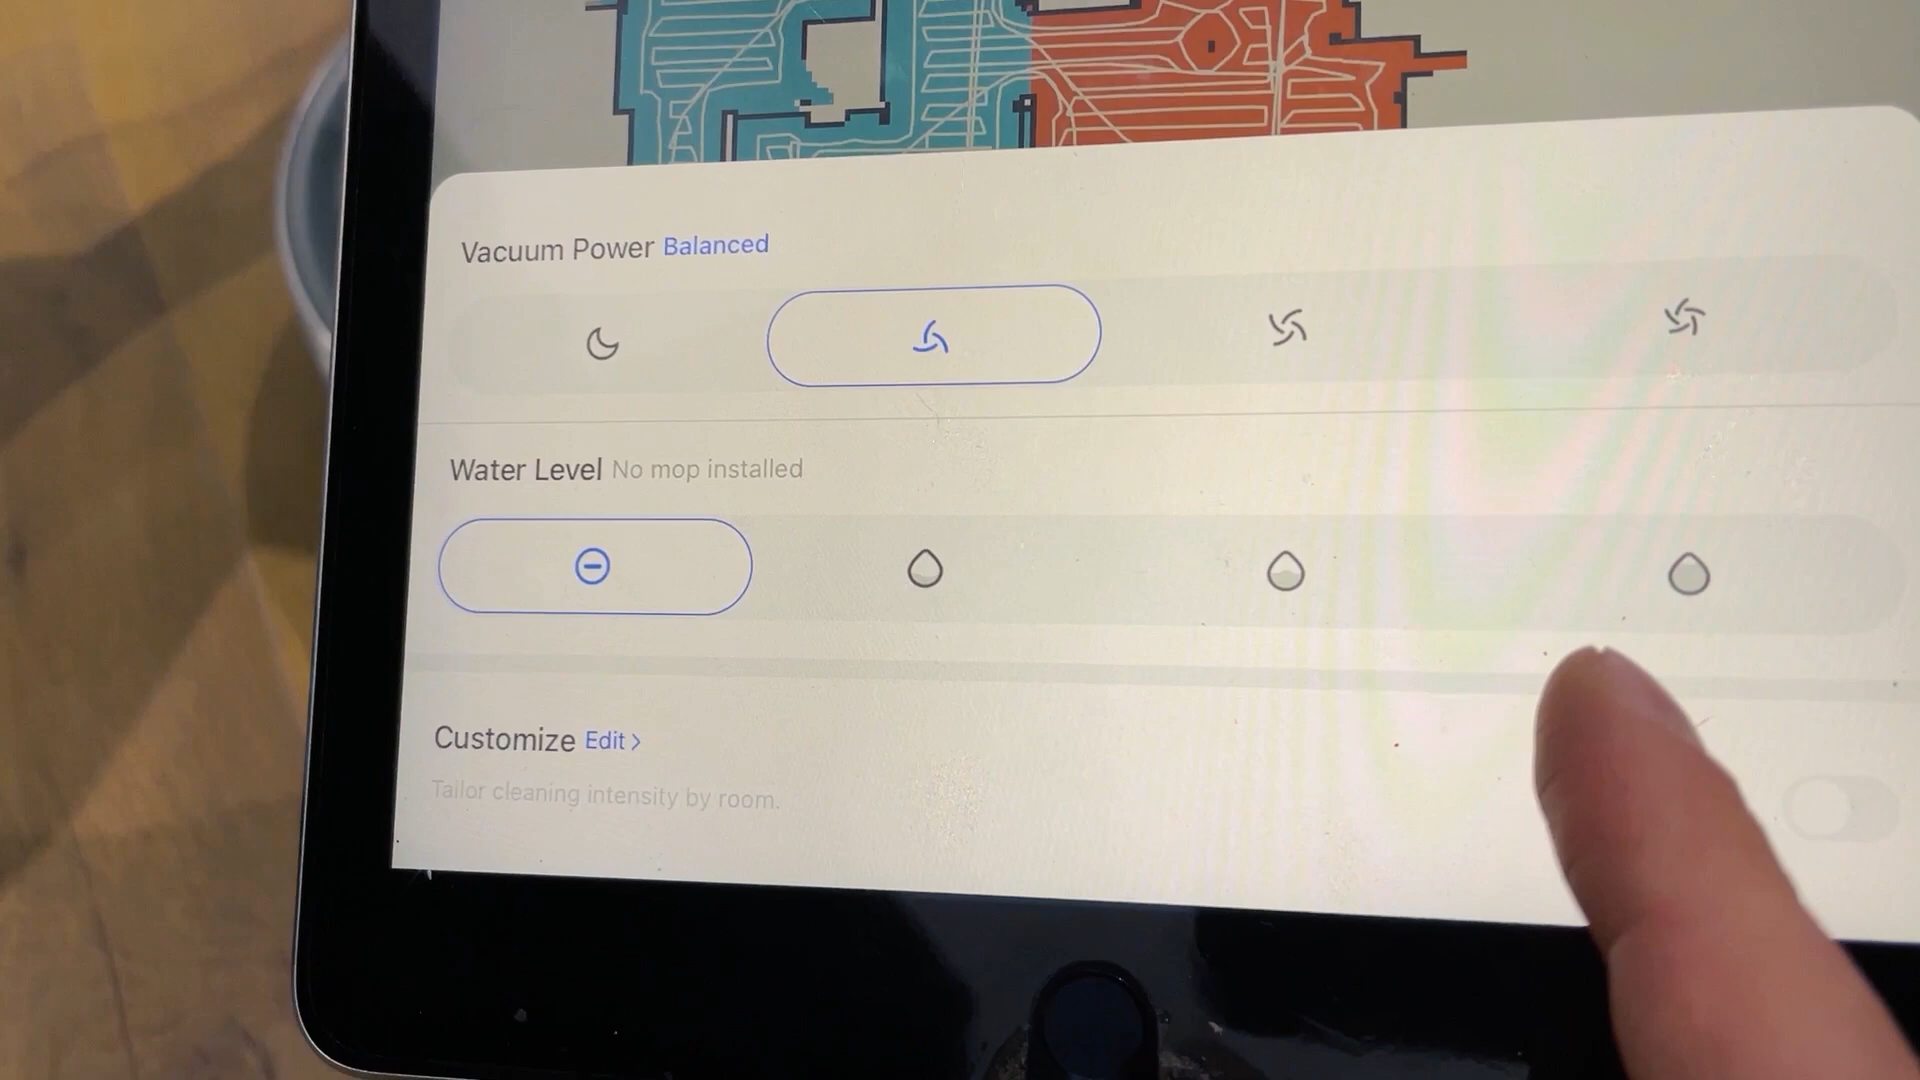 Vacuum Power Balanced
Water Level No mop installed
Customize Edit >
Tailor cleaning intensity by room.